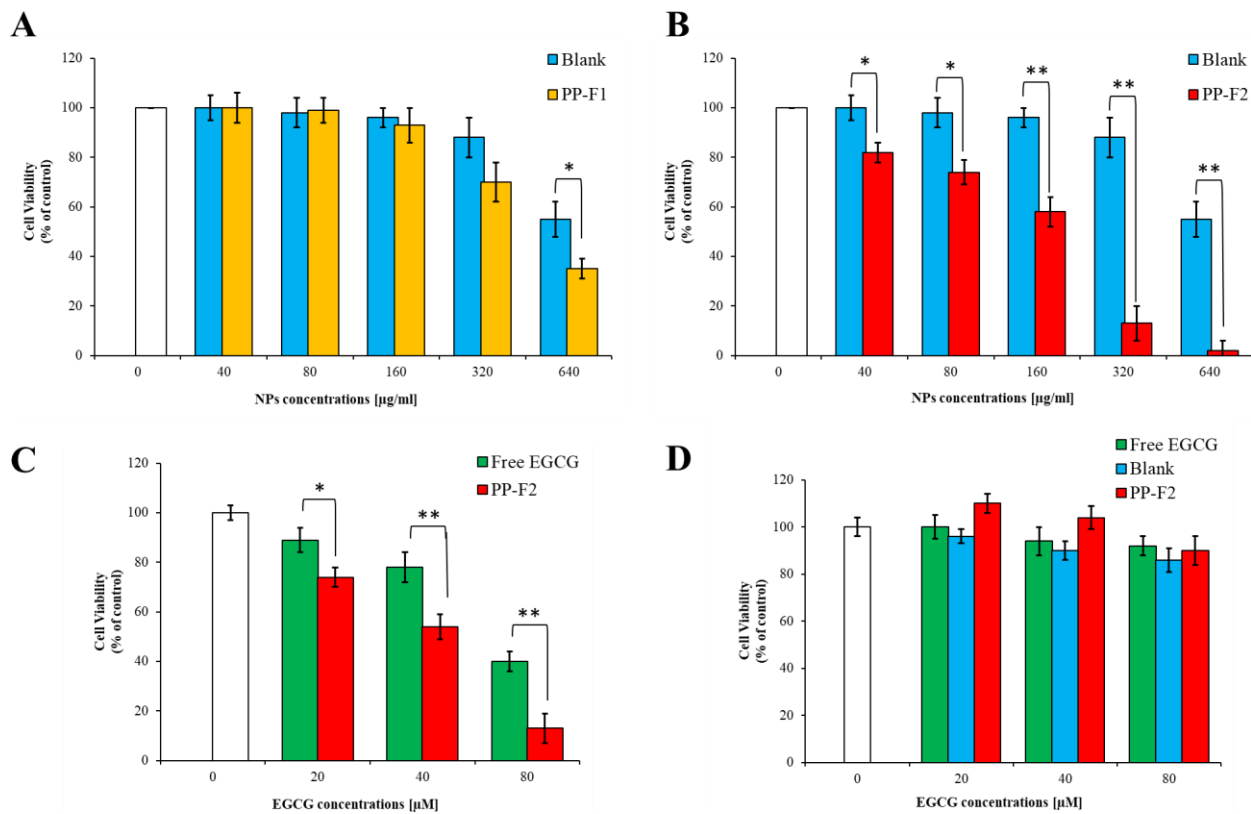 A
Blank
PP-F1
120
100
80
60
40
20
0
Cell Viability
(% of control)
*
0 40 80 160 320 640
NPs concentrations [µg/ml]
B
Blank
PP-F2
120
100
80
60
40
20
0
Cell Viability
(% of control)
* * ** ** **
0 40 80 160 320 640
NPs concentrations [µg/ml]
C
Free EGCG
PP-F2
120
100
80
60
40
20
0
Cell Viability
(% of control)
* ** **
0 20 40 80
EGCG concentrations [µM]
D
Free EGCG
Blank
PP-F2
120
100
80
60
40
20
0
Cell Viability
(% of control)
0 20 40 80
EGCG concentrations [µM]